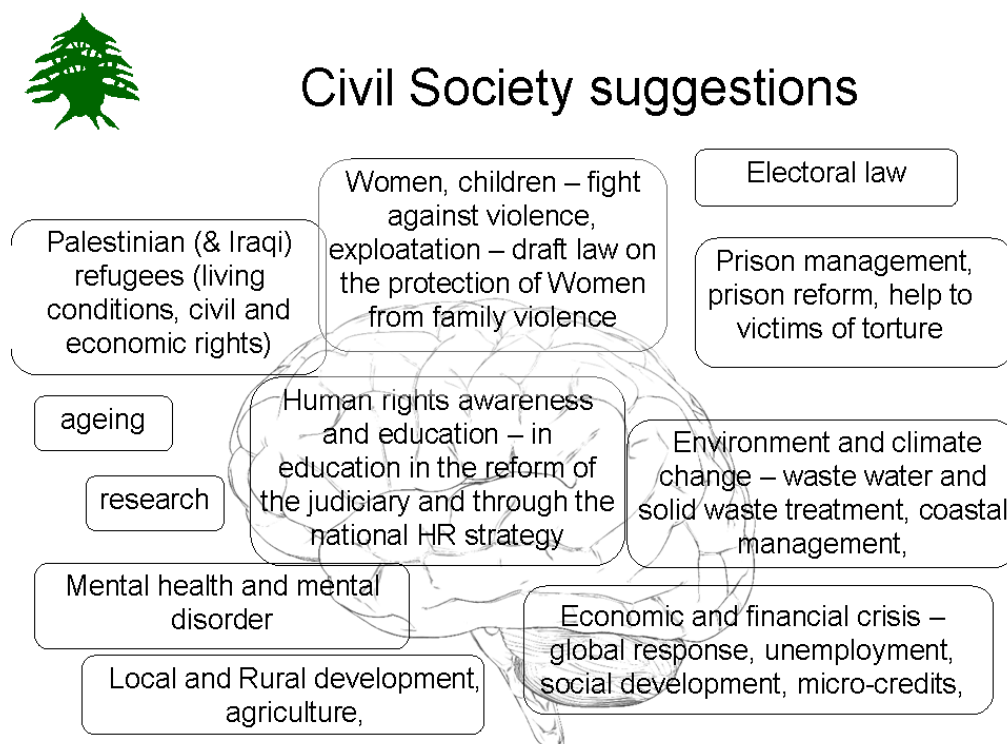 Civil Society suggestions
Women, children – fight
against violence,
exploatation – draft law on
the protection of Women
from family violence
Electoral law
Palestinian (& Iraqi)
refugees (living
conditions, civil and
economic rights)
Prison management,
prison reform, help to
victims of torture
ageing
Human rights awareness
and education – in
education in the reform of
the judiciary and through the
national HR strategy
Environment and climate
change – waste water and
solid waste treatment, coastal
management,
research
Mental health and mental
disorder
Economic and financial crisis –
global response, unemployment,
social development, micro-credits,
Local and Rural development,
agriculture,